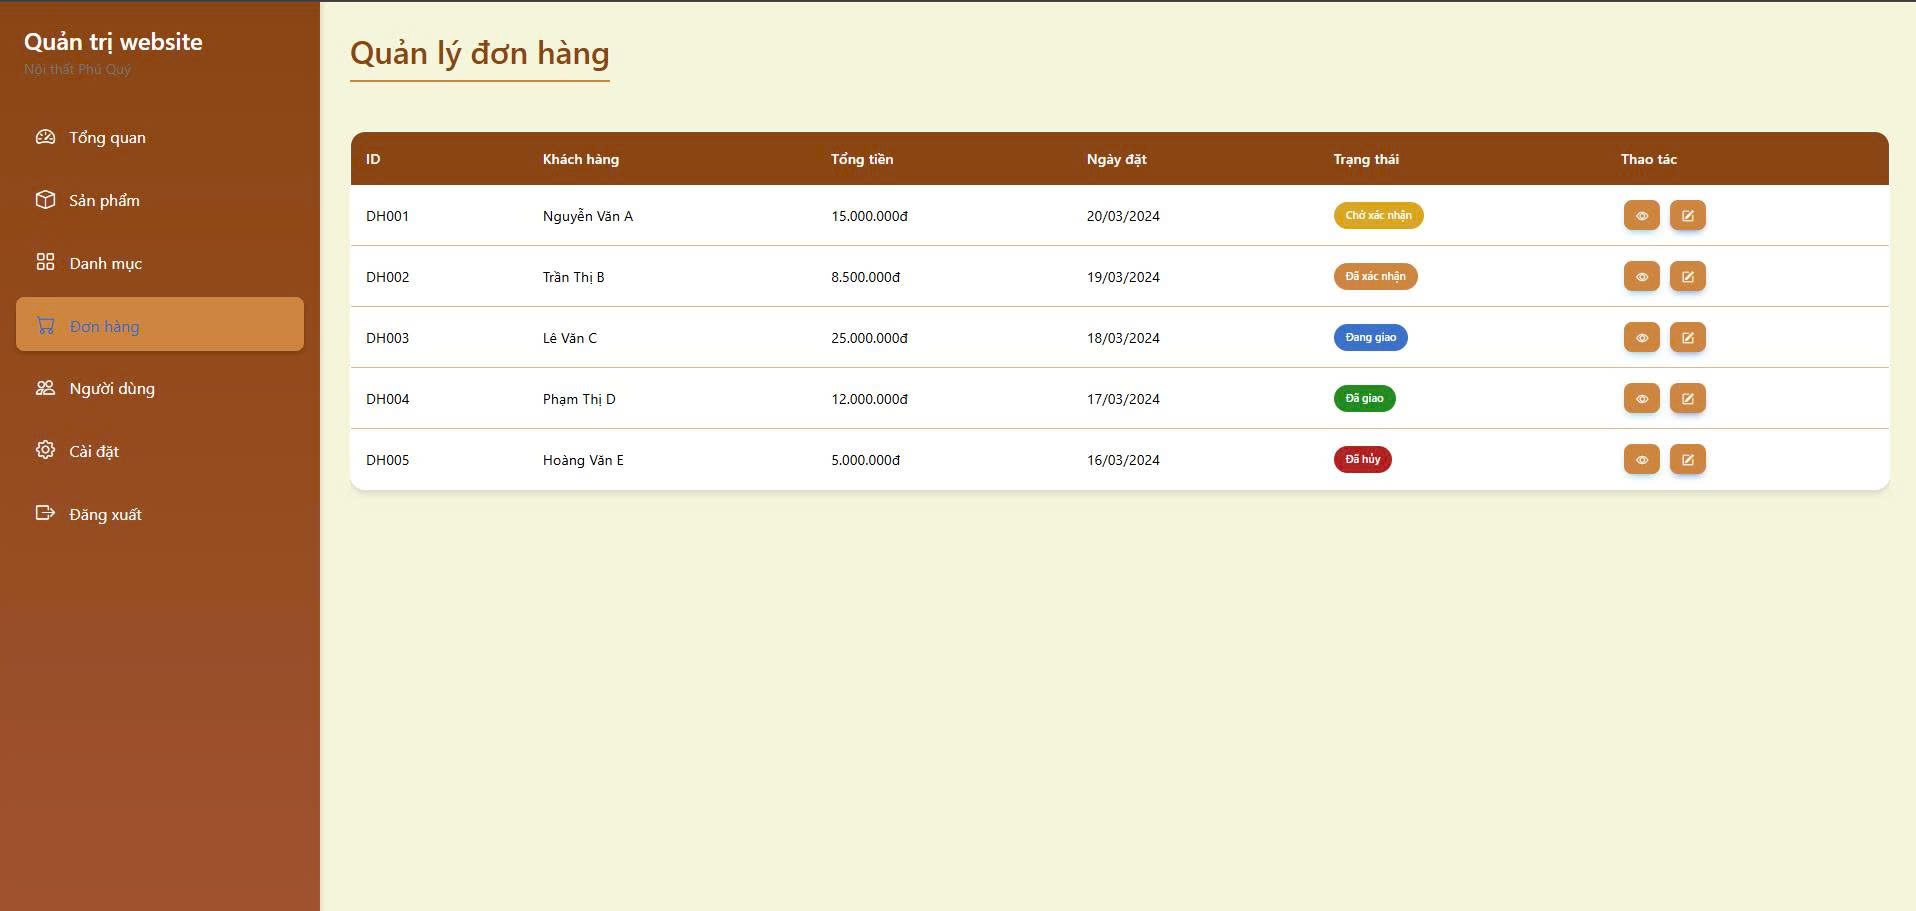 Quản trị website
Nội thất Phú Quý
Tổng quan
Sản phẩm
Danh mục
Đơn hàng
Người dùng
Cài đặt
Đăng xuất
Quản lý đơn hàng
ID Khách hàng Tổng tiền Ngày đặt Trạng thái Thao tác
DH001 Nguyễn Văn A 15.000.000đ 20/03/2024 Chờ xác nhận
DH002 Trần Thị B 8.500.000đ 19/03/2024 Đã xác nhận
DH003 Lê Văn C 25.000.000đ 18/03/2024 Đang giao
DH004 Phạm Thị D 12.000.000đ 17/03/2024 Đã giao
DH005 Hoàng Văn E 5.000.000đ 16/03/2024 Đã hủy